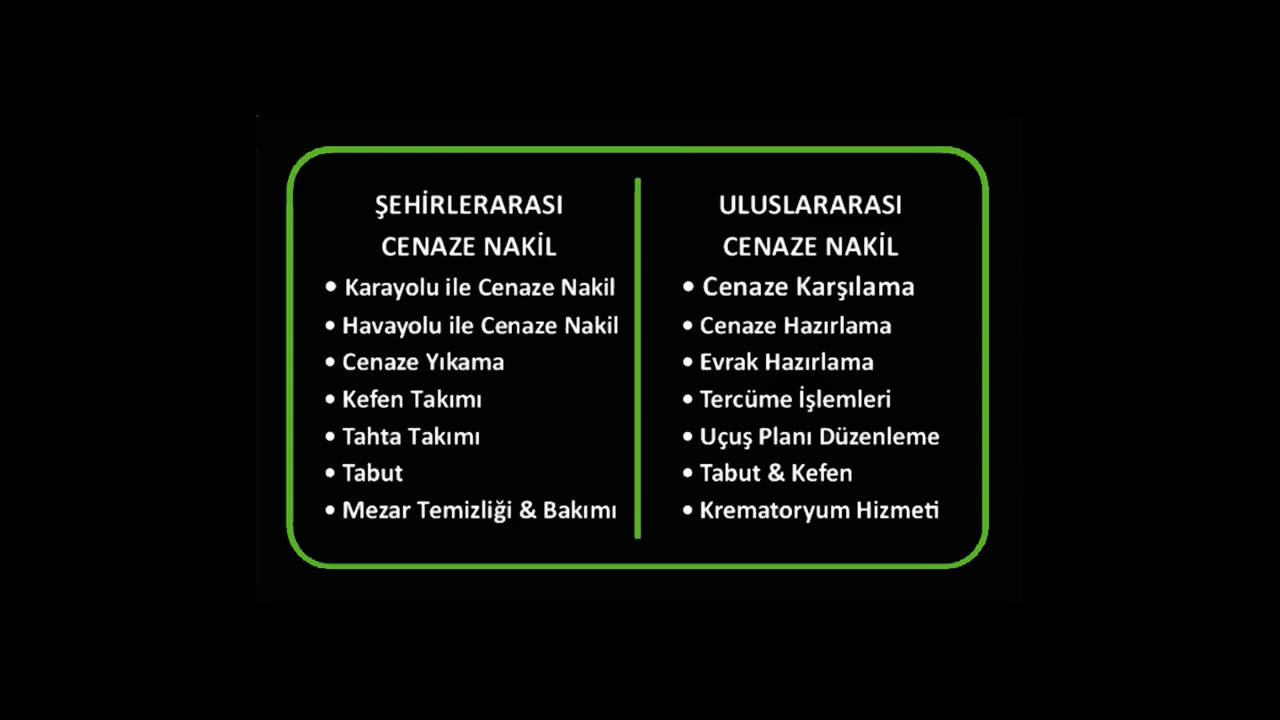 ŞEHİRLERARASI
CENAZE NAKİL
• Karayolu ile Cenaze Nakil
• Havayolu ile Cenaze Nakil
• Cenaze Yıkama
• Kefen Takımı
• Tahta Takımı
• Tabut
• Mezar Temizliği & Bakımı
ULUSLARARASI
CENAZE NAKİL
• Cenaze Karşılama
• Cenaze Hazırlama
• Evrak Hazırlama
• Tercüme İşlemleri
• Uçuş Planı Düzenleme
• Tabut & Kefen
• Krematoryum Hizmeti